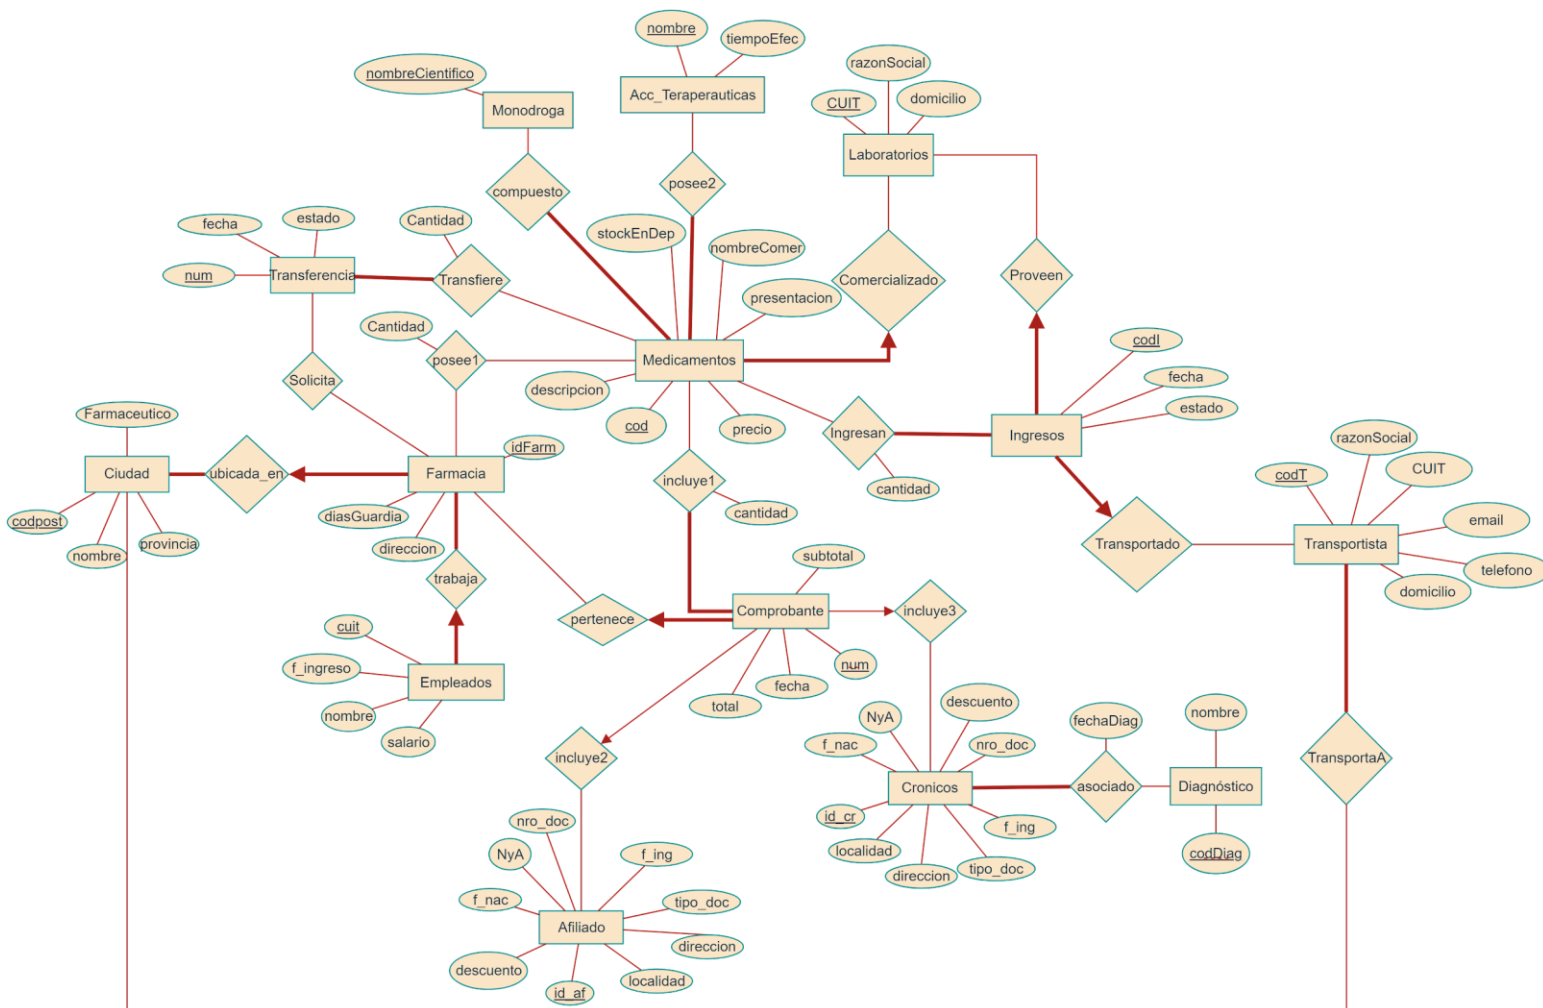 nombre
tiempoEfec
razonSocial
nombreCientifico
Acc_Teraperauticas
CUIT
domicilio
Monodroga
Laboratorios
compuesto
posee2
fecha
estado
Cantidad
stockEnDep
nombreComer
num
Transferencia
Transfiere
Comercializado
Proveen
presentacion
Cantidad
posee1
Medicamentos
codI
fecha
estado
Solicita
descripcion
cod
precio
Farmaceutico
Ingresan
Ingresos
razonSocial
idFarm
Ciudad
ubicada_en
Farmacia
incluye1
cantidad
codT
CUIT
codpost
diasGuardia
cantidad
email
nombre
provincia
direccion
Transportado
Transportista
subtotal
telefono
trabaja
domicilio
cuit
pertenece
Comprobante
incluye3
f_ingreso
Empleados
num
fecha
nombre
total
descuento
nombre
salario
NyA
fechaDiag
f_nac
nro_doc
incluye2
TransportaA
Cronicos
asociado
Diagnóstico
id_cr
f_ing
nro_doc
localidad
NyA
f_ing
direccion
tipo_doc
codDiag
f_nac
tipo_doc
Afiliado
direccion
descuento
localidad
id_af